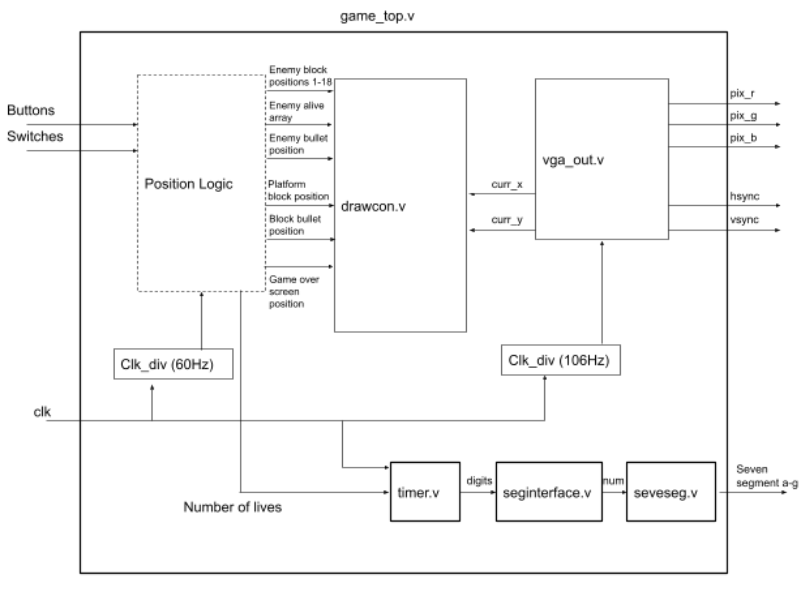 game_top.v
Enemy block
positions 1-18
Enemy alive
array
Enemy bullet
position
Platform
block position
Block bullet
position
Game over
screen
position
Buttons
Switches
Position Logic
drawcon.v
curr_x
curr_y
vga_out.v
pix_r
pix_g
pix_b
hsync
vsync
Clk_div (60Hz)
Clk_div (106Hz)
clk
Number of lives
timer.v
digits
seginterface.v
num
seveseg.v
Seven
segment a-g